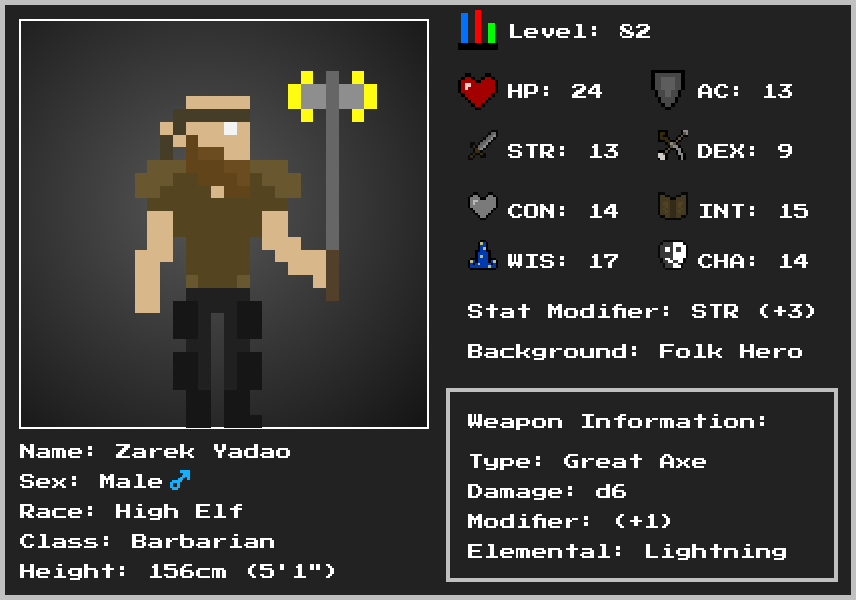 Level: 82
HP: 24 AC: 13
STR: 13 DEX: 9
CON: 14 INT: 15
WIS: 17 CHA: 14
Stat Modifier: STR (+3)
Background: Folk Hero
Weapon Information:
Type: Great Axe
Damage: d6
Modifier: (+1)
Elemental: Lightning
Name: Zarek Yadao
Sex: Male♂
Race: High Elf
Class: Barbarian
Height: 156cm (5'1")